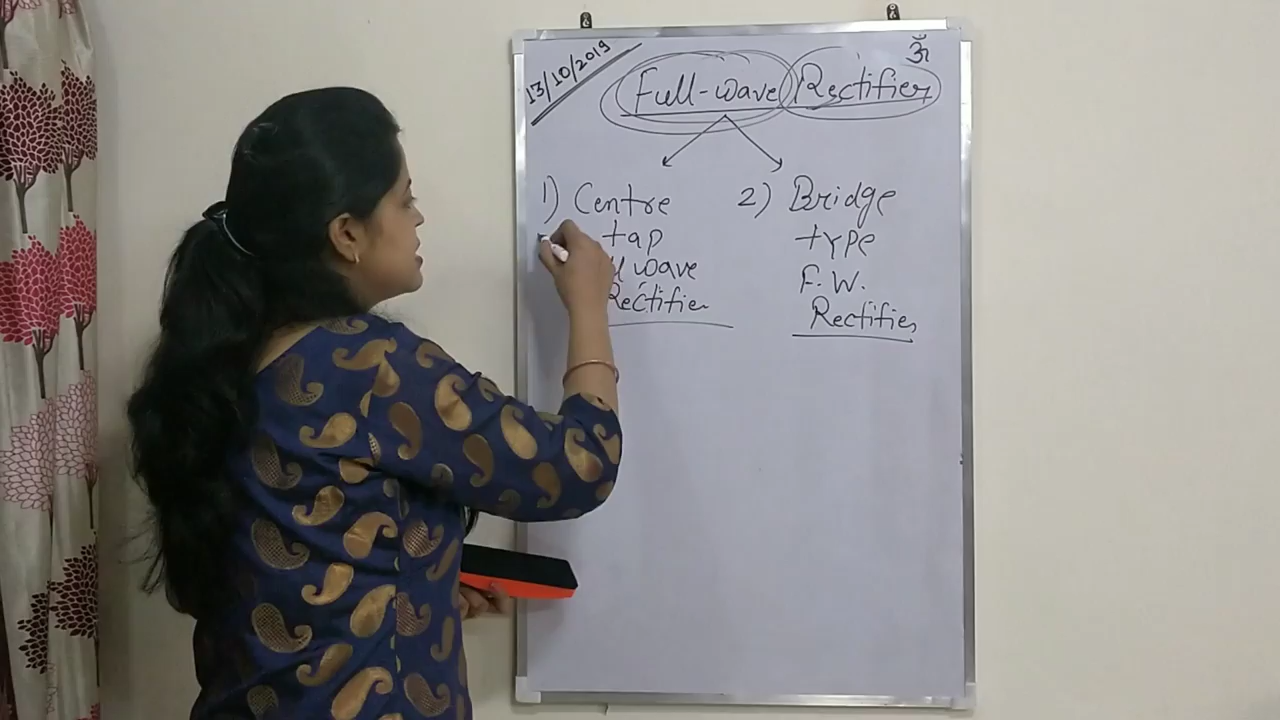 13/10/2019
ॐ
Full-wave Rectifier
1) Centre
tap
wave
Rectifier
2) Bridge
type
F.W.
Rectifier